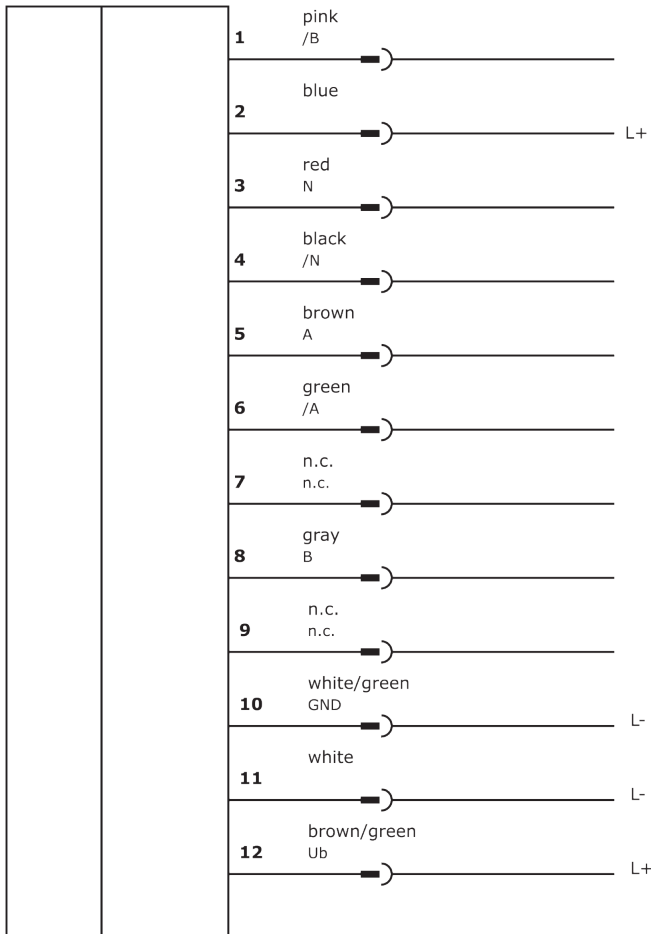 pink
1 /B
blue
2
L+
red
3 N
black
4 /N
brown
5 A
green
6 /A
n.c.
7 n.c.
gray
8 B
n.c.
9 n.c.
white/green
10 GND
L-
white
11
L-
brown/green
12 Ub
L+